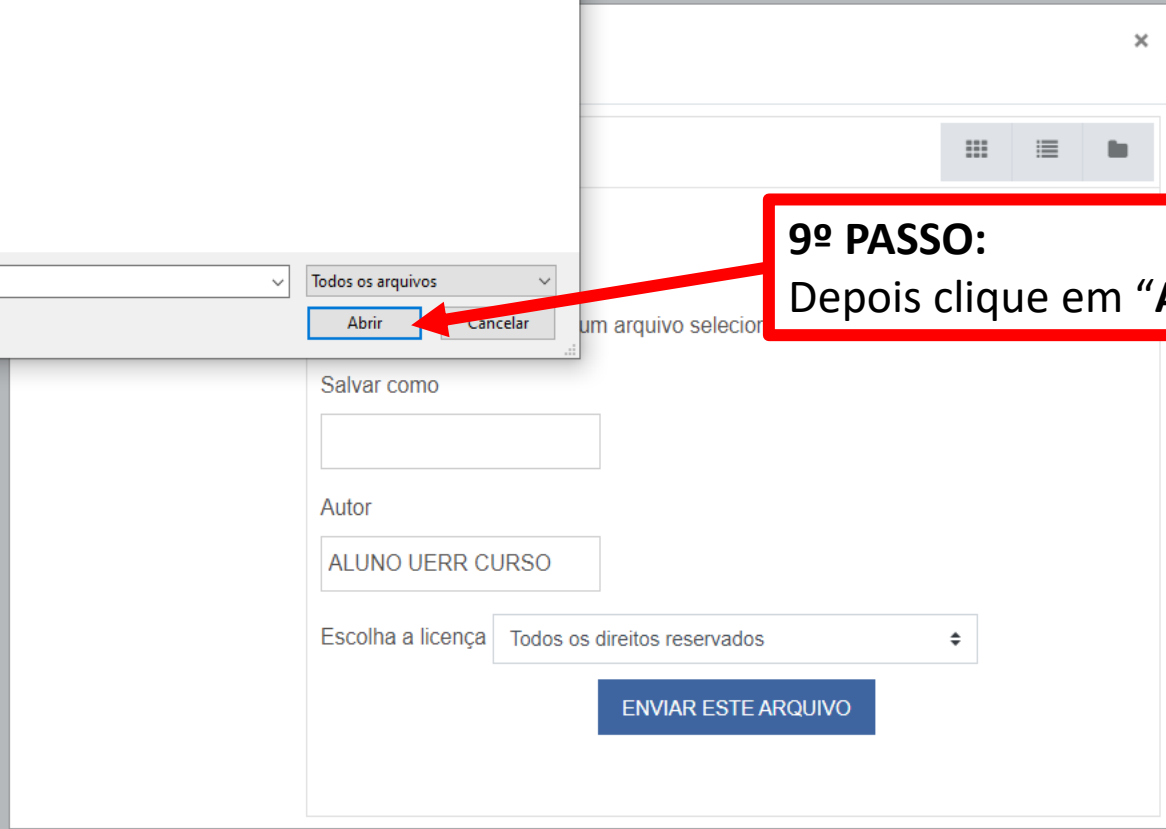 9º PASSO:
Depois clique em “A
Todos os arquivos
Abrir
Cancelar
um arquivo selecion
Salvar como
Autor
ALUNO UERR CURSO
Escolha a licença
Todos os direitos reservados
ENVIAR ESTE ARQUIVO